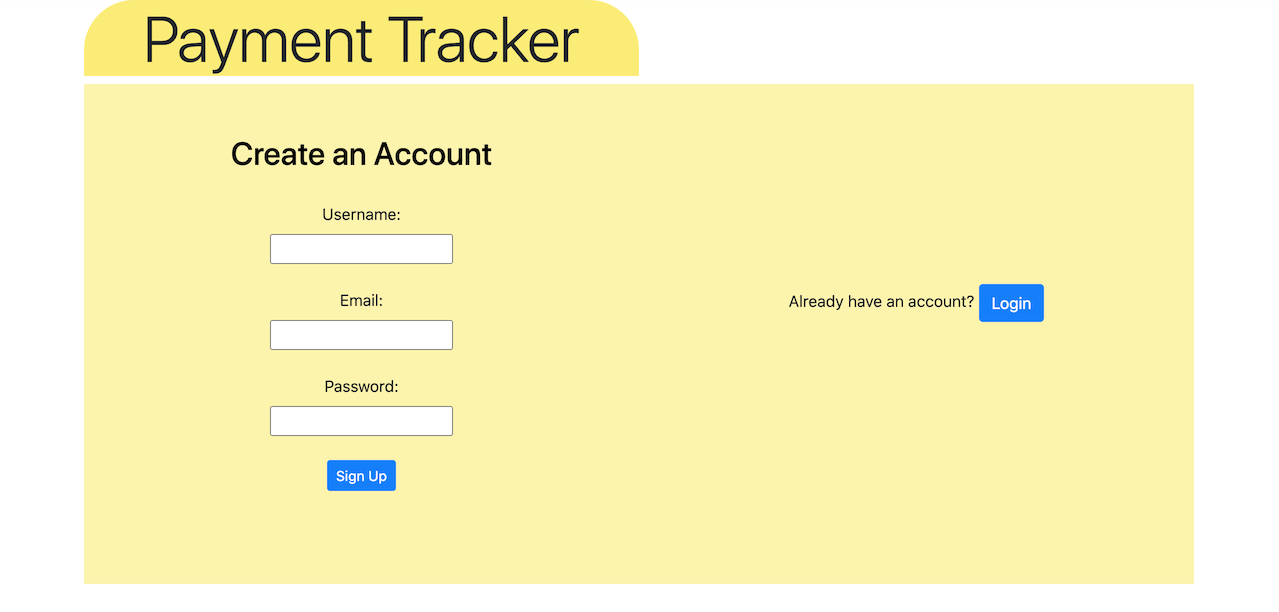 Payment Tracker
Create an Account
Username:
Email:
Password:
Sign Up
Already have an account? Login